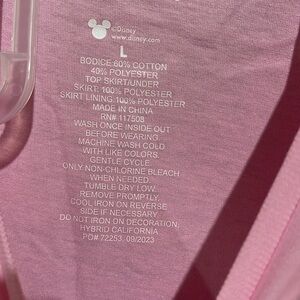 ©Disney
www.disney.com
L
BODICE:60% COTTON
40% POLYESTER
TOP SKIRT/UNDER
SKIRT: 100% POLYESTER
SKIRT LINING:100% POLYESTER
MADE IN CHINA
RN# 117508
WASH ONCE INSIDE OUT
BEFORE WEARING.
MACHINE WASH COLD
WITH LIKE COLORS.
GENTLE CYCLE.
ONLY NON-CHLORINE BLEACH
WHEN NEEDED
TUMBLE DRY LOW.
REMOVE PROMPTLY.
COOL IRON ON REVERSE
SIDE IF NECESSARY
DO NOT IRON ON DECORATION.
HYBRID CALIFORNIA
PO# 72253, 09/2023